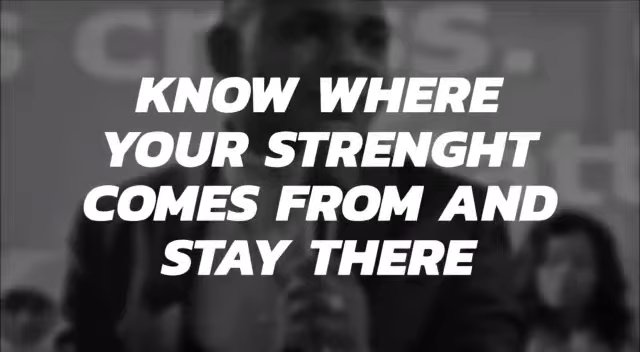 KNOW WHERE
YOUR STRENGHT
COMES FROM AND
STAY THERE